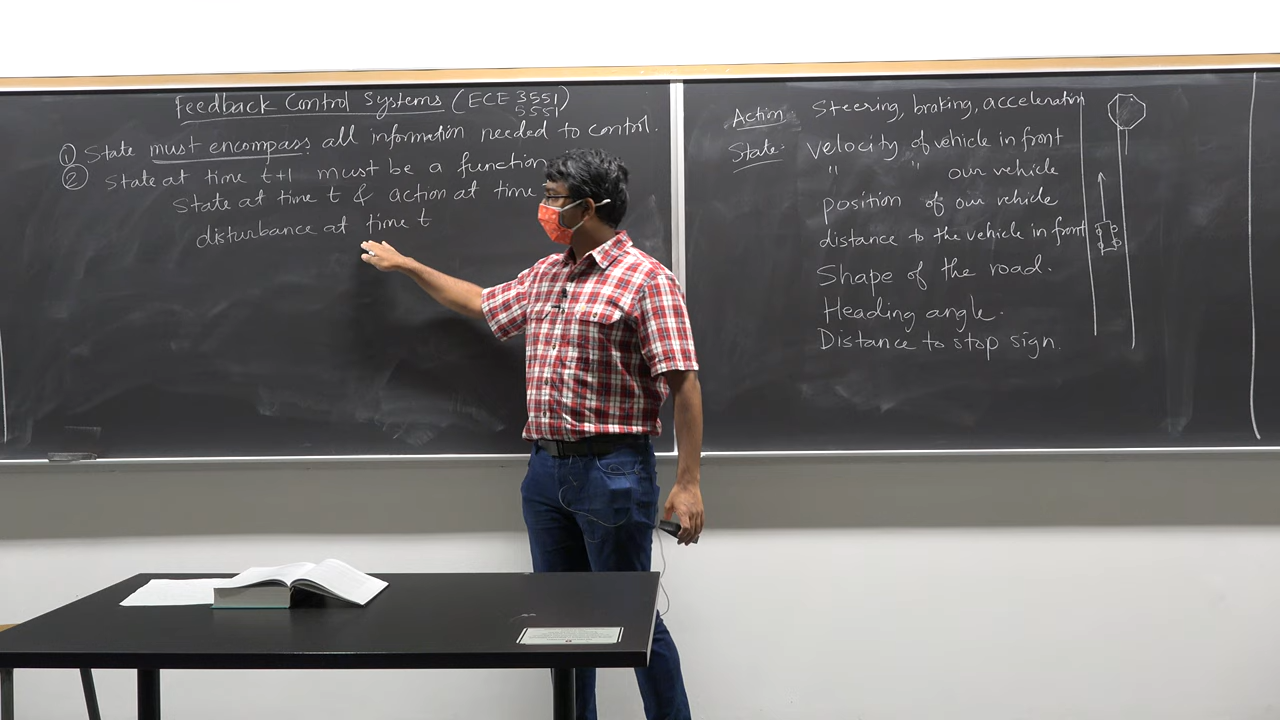 Feedback Control Systems (ECE 3551)
5551
① State must encompass all information needed to control.
② State at time t+1 must be a function
State at time t & action at time
disturbance at time t
Action: Steering, braking, acceleration
State: Velocity of vehicle in front
" " our vehicle
position of our vehicle
distance to the vehicle in front
Shape of the road.
Heading angle.
Distance to stop sign.